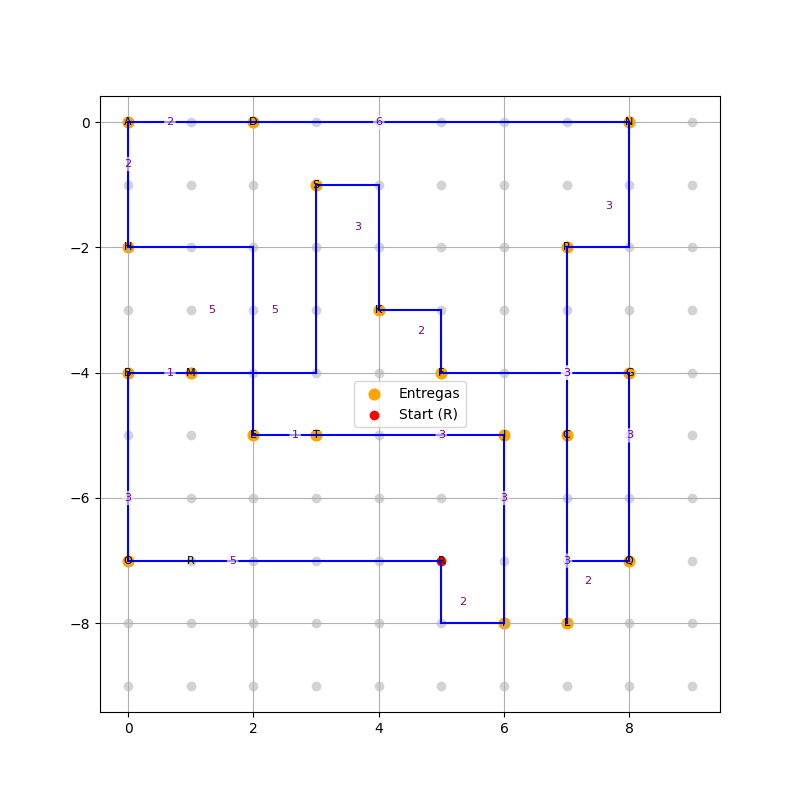 0 A 2 D 6 N
2
S
3
3
−2 H P
5 5 K
2
−4 B 1 M F 3 G
Entregas
Start (R)
E 1 T 3 C 3
−6 3 3
O R 5 R 3 Q
2
2
−8 L
0 2 4 6 8